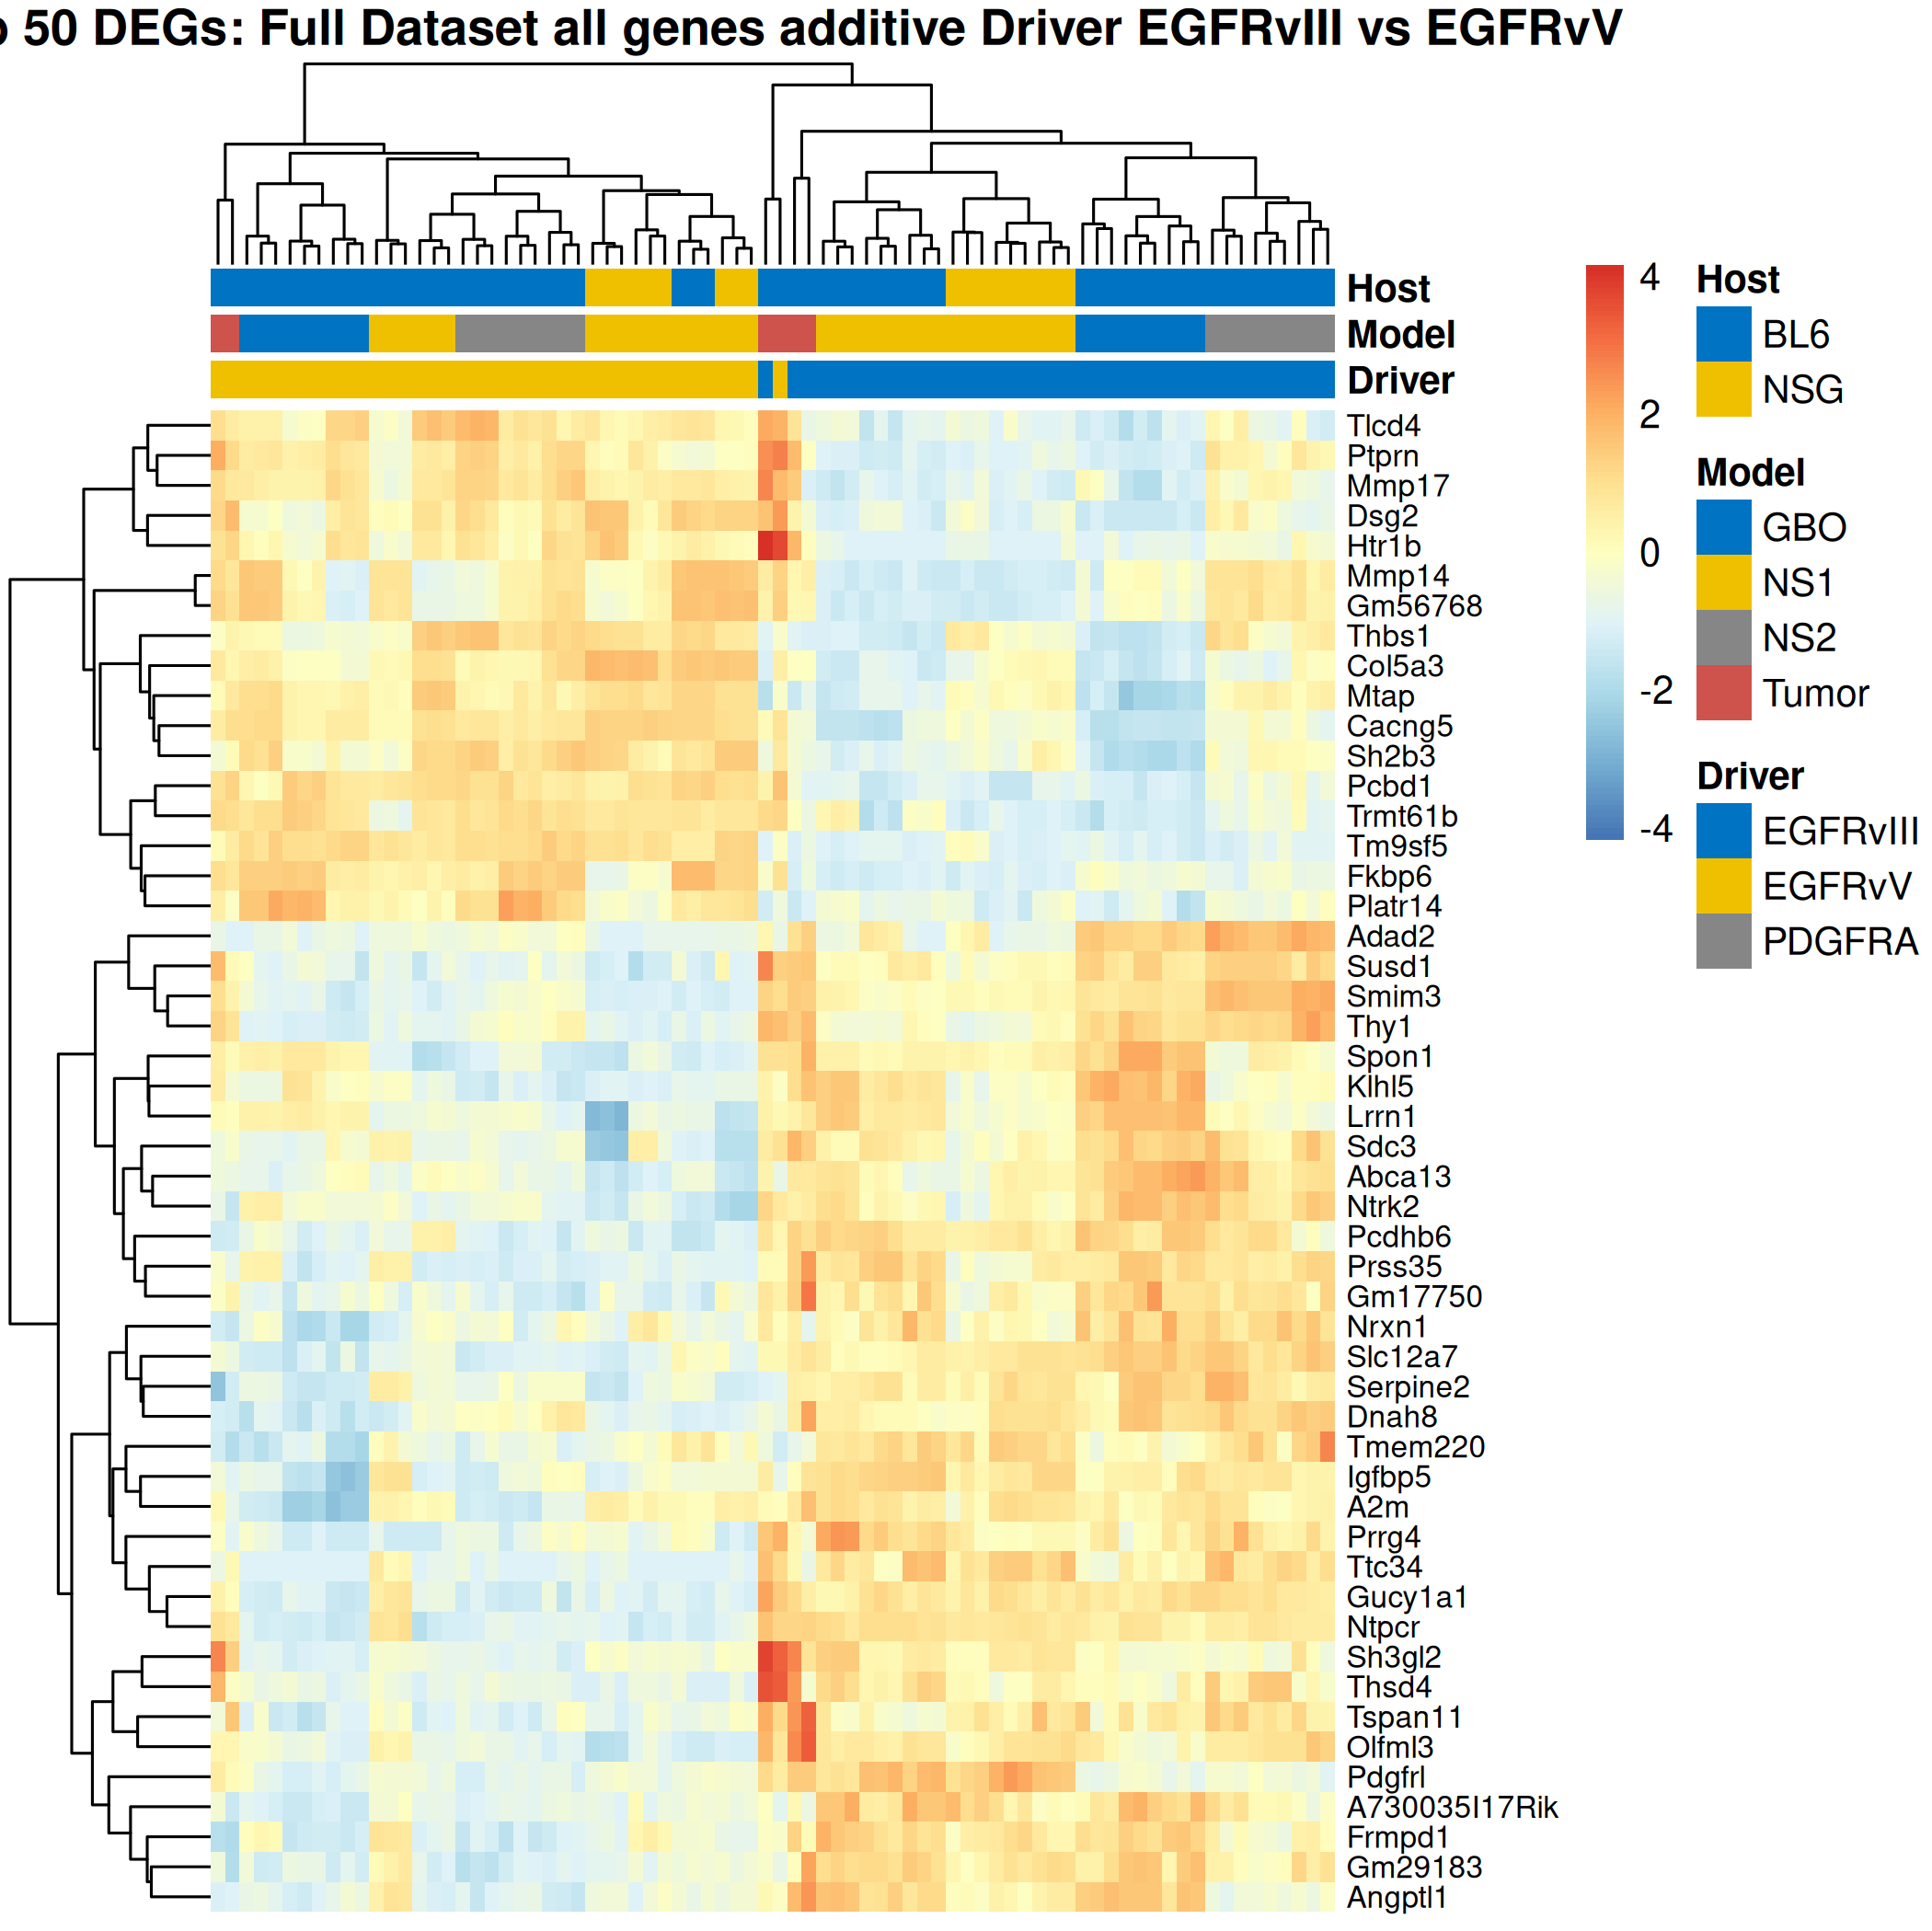 50 DEGs: Full Dataset all genes additive Driver EGFRvIII vs EGFRvV
Host
Model
Driver
Tlcd4
Ptprn
Mmp17
Dsg2
Htr1b
Mmp14
Gm56768
Thbs1
Col5a3
Mtap
Cacng5
Sh2b3
Pcbd1
Trmt61b
Tm9sf5
Fkbp6
Platr14
Adad2
Susd1
Smim3
Thy1
Spon1
Klhl5
Lrrn1
Sdc3
Abca13
Ntrk2
Pcdhb6
Prss35
Gm17750
Nrxn1
Slc12a7
Serpine2
Dnah8
Tmem220
Igfbp5
A2m
Prrg4
Ttc34
Gucy1a1
Ntpcr
Sh3gl2
Thsd4
Tspan11
Olfml3
Pdgfrl
A730035I17Rik
Frmpd1
Gm29183
Angptl1
4
2
0
-2
-4
Host
BL6
NSG
Model
GBO
NS1
NS2
Tumor
Driver
EGFRvIII
EGFRvV
PDGFRA